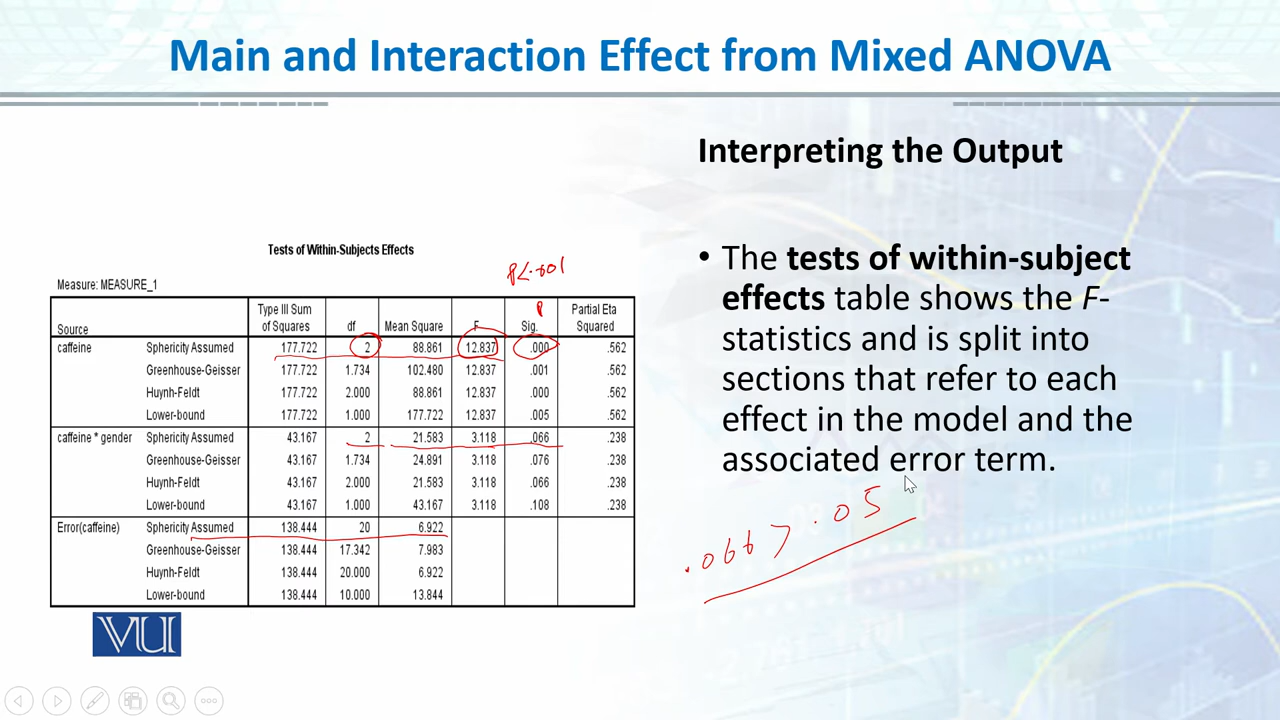 Main and Interaction Effect from Mixed ANOVA
Interpreting the Output
• The tests of within-subject
effects table shows the F-
statistics and is split into
sections that refer to each
effect in the model and the
associated error term.
.066 > .05
Tests of Within-Subjects Effects
P<.001
Measure: MEASURE_1
P
Source Type III Sum of Squares df Mean Square F Sig. Partial Eta Squared
caffeine Sphericity Assumed 177.722 2 88.861 12.837 .000 .562
Greenhouse-Geisser 177.722 1.734 102.480 12.837 .001 .562
Huynh-Feldt 177.722 2.000 88.861 12.837 .000 .562
Lower-bound 177.722 1.000 177.722 12.837 .005 .562
caffeine * gender Sphericity Assumed 43.167 2 21.583 3.118 .066 .238
Greenhouse-Geisser 43.167 1.734 24.891 3.118 .076 .238
Huynh-Feldt 43.167 2.000 21.583 3.118 .066 .238
Lower-bound 43.167 1.000 43.167 3.118 .108 .238
Error(caffeine) Sphericity Assumed 138.444 20 6.922
Greenhouse-Geisser 138.444 17.342 7.983
Huynh-Feldt 138.444 20.000 6.922
Lower-bound 138.444 10.000 13.844
VU